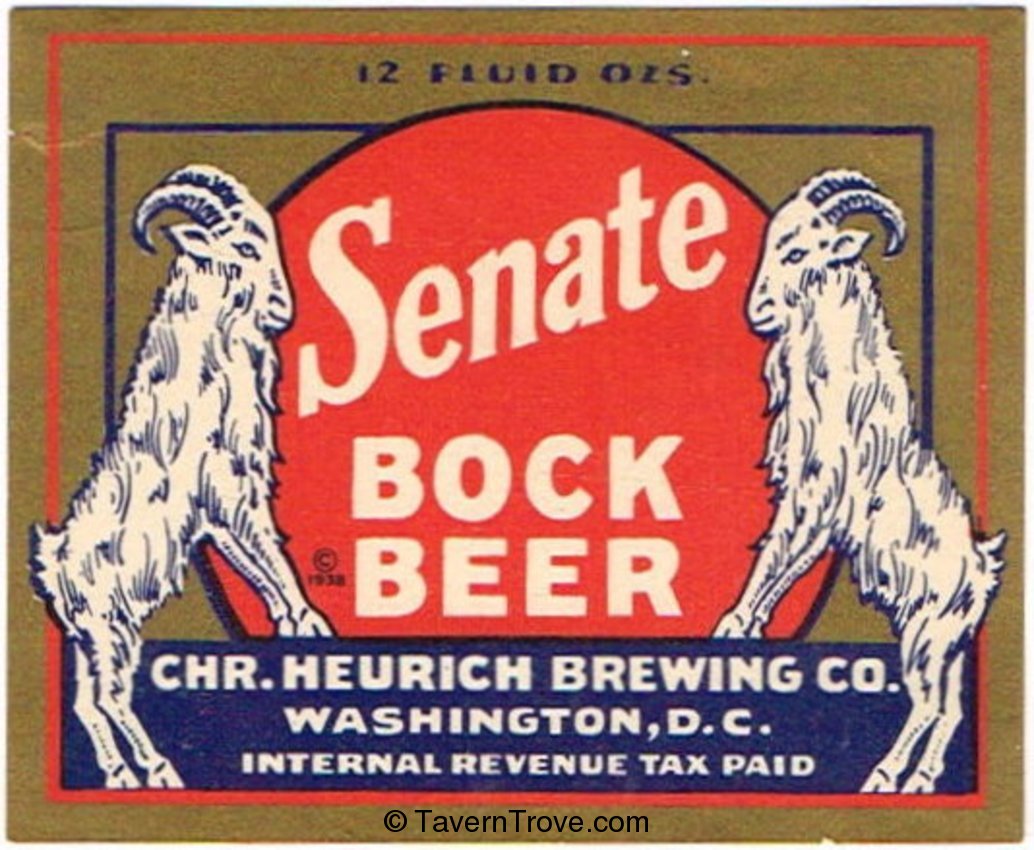 12 FLUID OZS.
Senate
BOCK
BEER
©
1938
CHR. HEURICH BREWING CO.
WASHINGTON, D.C.
INTERNAL REVENUE TAX PAID
© TavernTrove.com